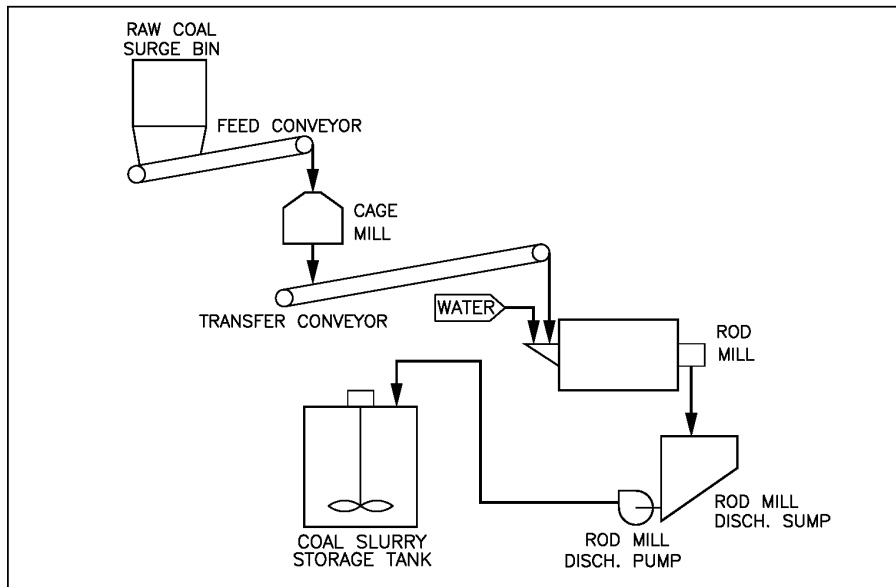 RAW COAL
SURGE BIN
FEED CONVEYOR
CAGE
MILL
TRANSFER CONVEYOR
WATER
ROD
MILL
COAL SLURRY
STORAGE TANK
ROD MILL
DISCH. PUMP
ROD MILL
DISCH. SUMP